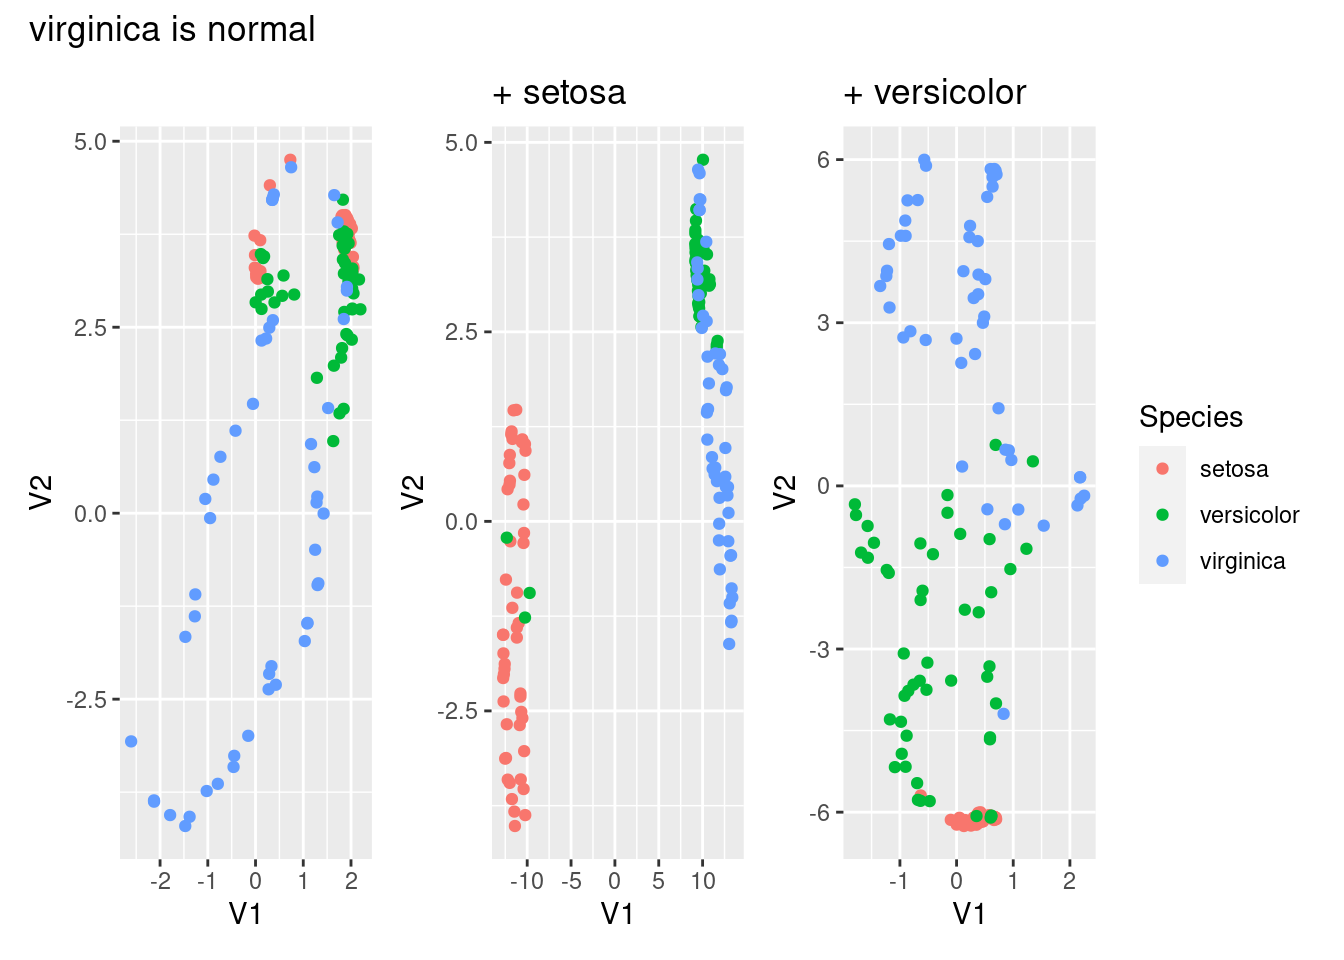 virginica is normal
+ setosa
+ versicolor
5.0
2.5
0.0
-2.5
V2
-2 -1 0 1 2
V1
5.0
2.5
0.0
-2.5
V2
-10 -5 0 5 10
V1
6
3
0
-3
-6
V2
-1 0 1 2
V1
Species
setosa
versicolor
virginica